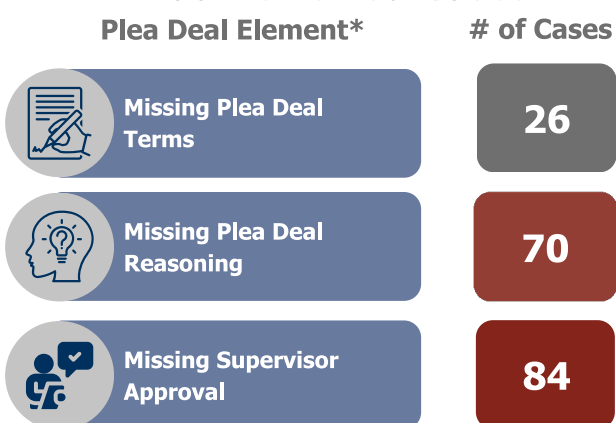 Plea Deal Element* # of Cases
Missing Plea Deal
Terms
26
Missing Plea Deal
Reasoning
70
Missing Supervisor
Approval
84